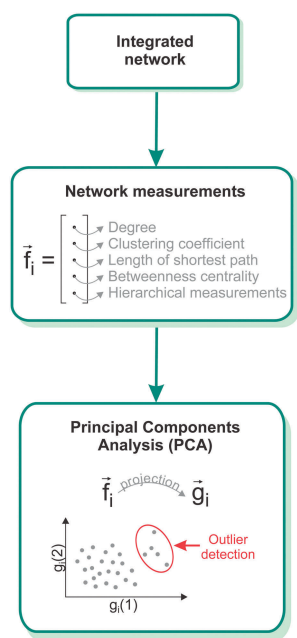 Integrated
network
Network measurements
f⃗i =
Degree
Clustering coefficient
Length of shortest path
Betweenness centrality
Hierarchical measurements
Principal Components
Analysis (PCA)
f⃗i projection g⃗i
Outlier
detection
gi(2)
gi(1)